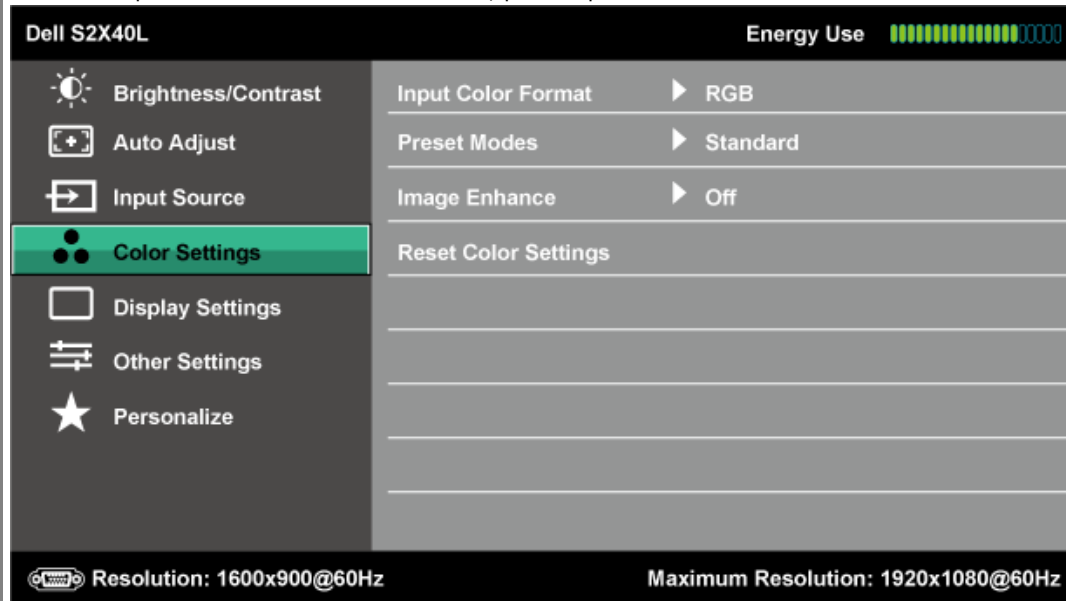 Dell S2X40L
Energy Use
Brightness/Contrast
Auto Adjust
Input Source
Color Settings
Display Settings
Other Settings
Personalize
Input Color Format RGB
Preset Modes Standard
Image Enhance Off
Reset Color Settings
Resolution: 1600x900@60Hz
Maximum Resolution: 1920x1080@60Hz